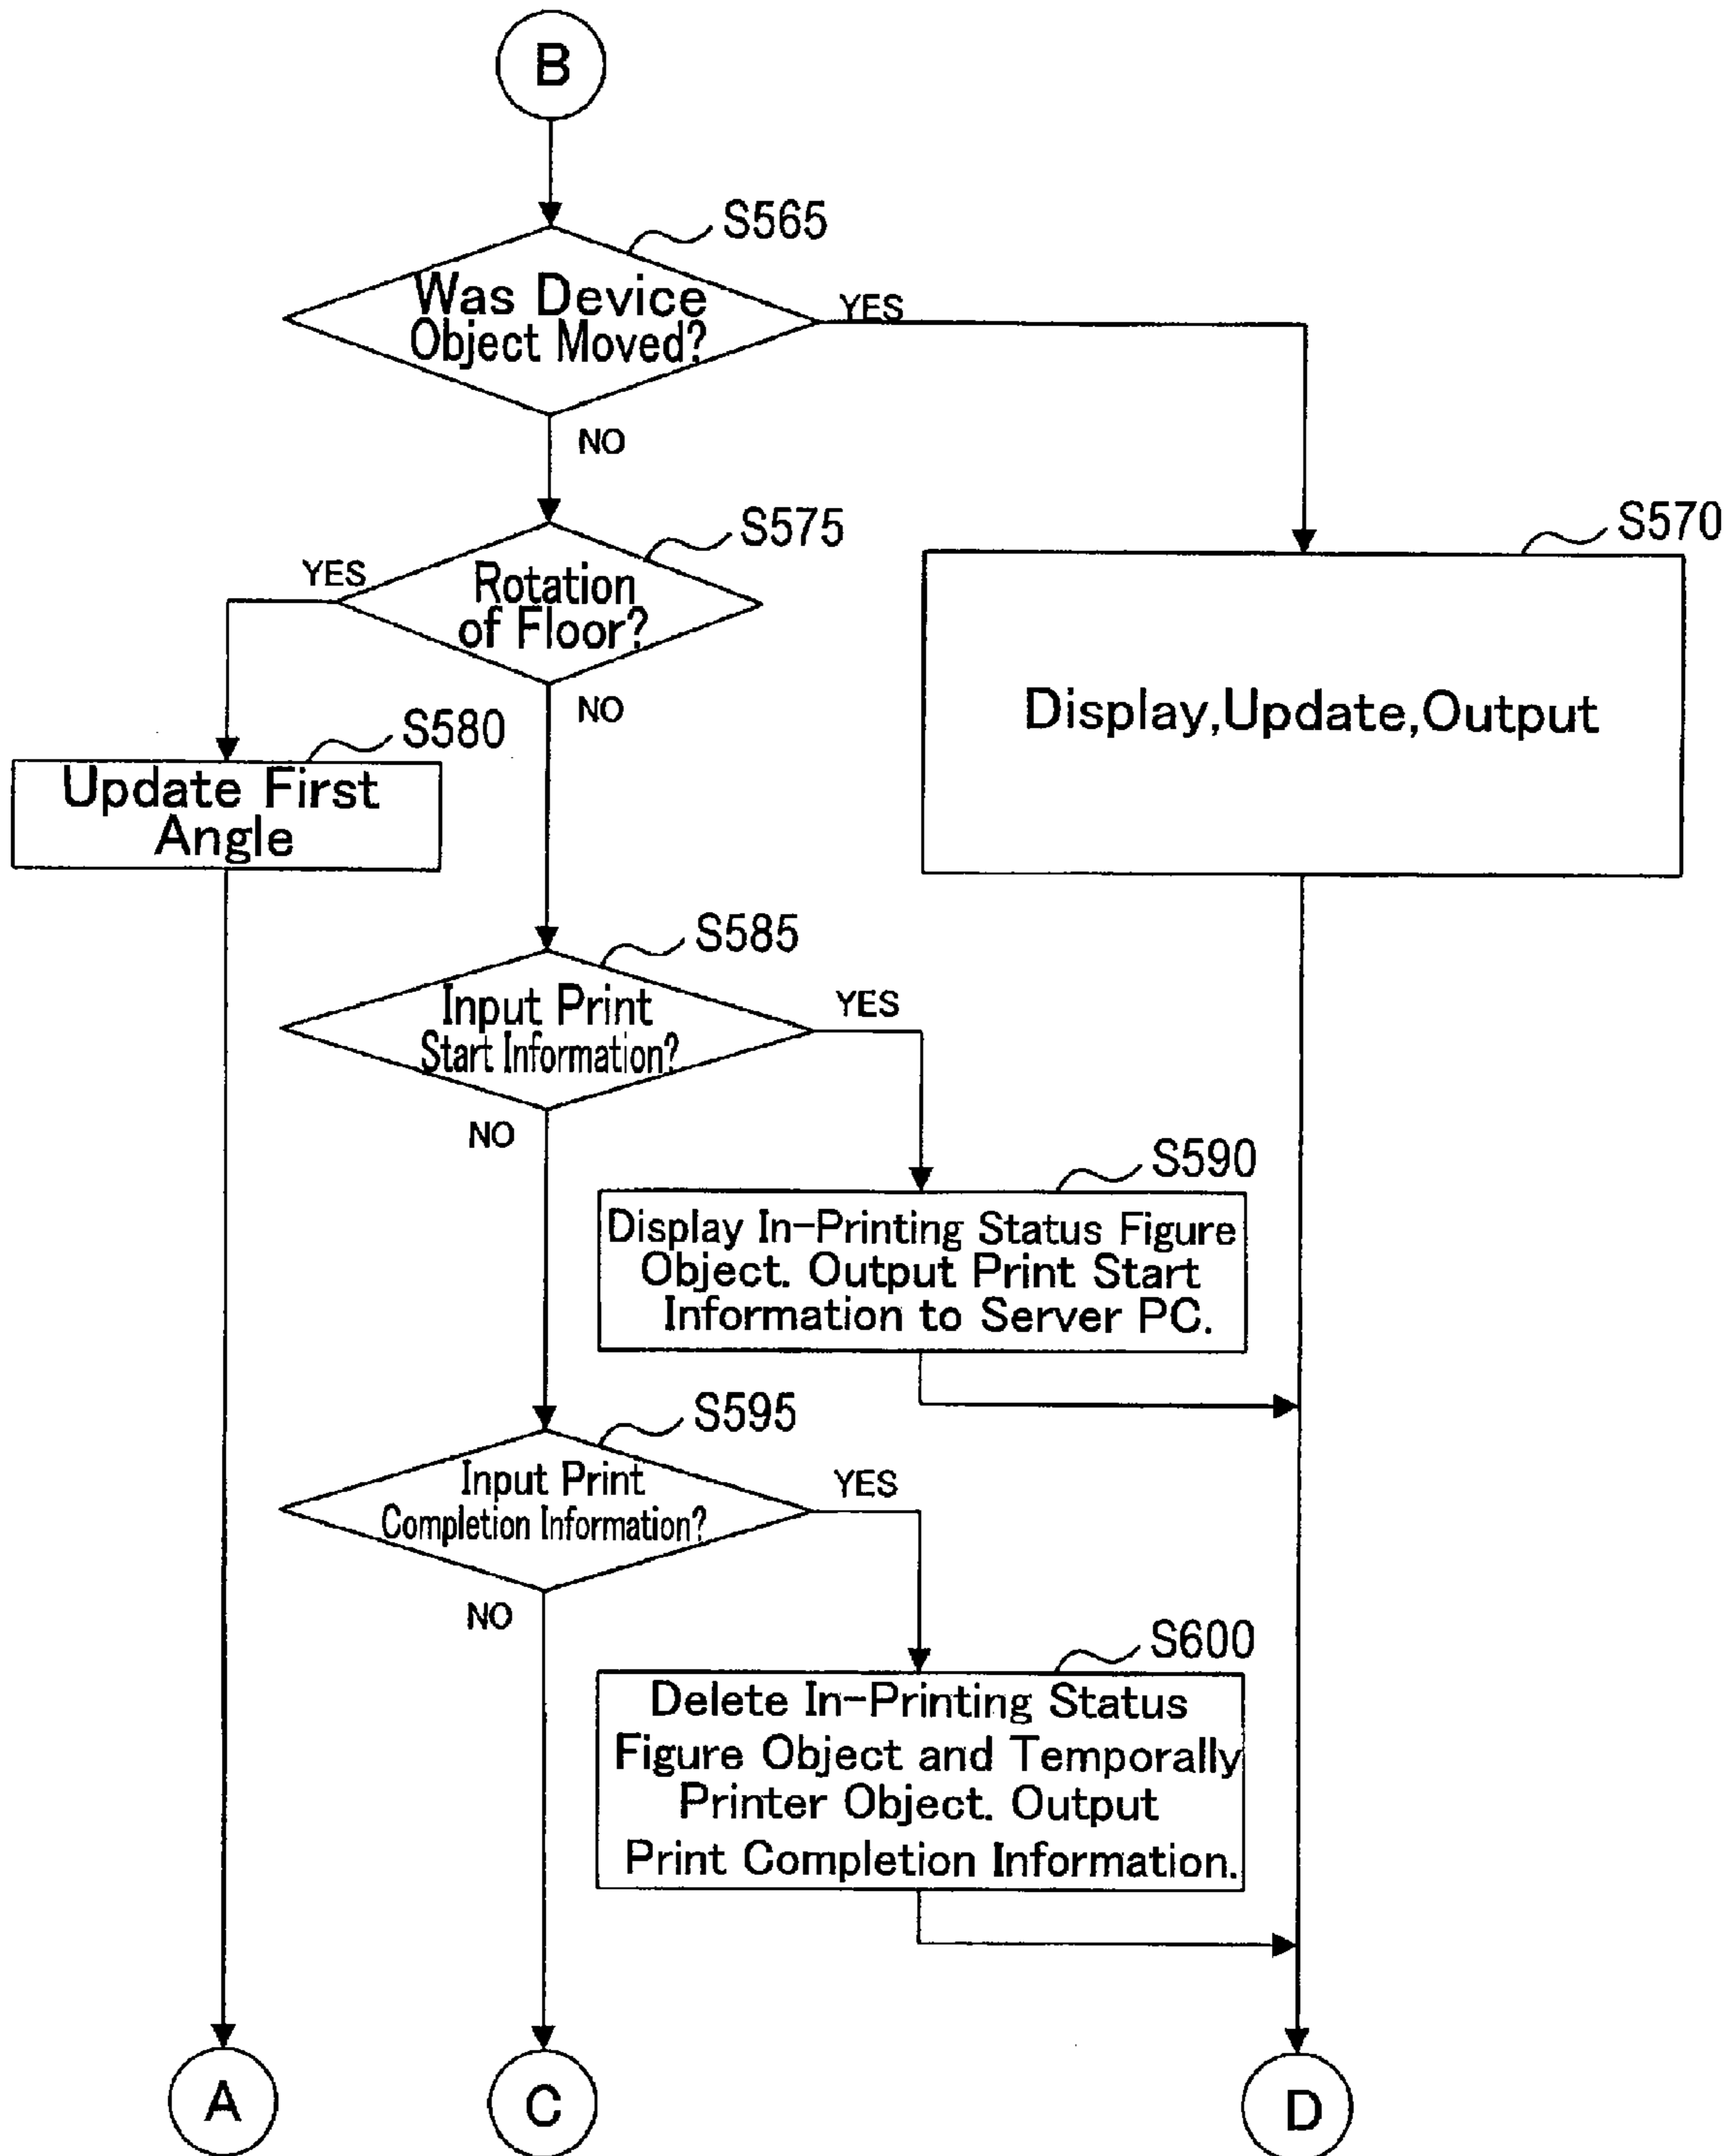 B
S565
Was Device
Object Moved?
YES
NO
S575
S570
YES
Rotation
of Floor?
NO
Display,Update,Output
S580
Update First
Angle
S585
Input Print
Start Information?
YES
NO
S590
Display In-Printing Status Figure
Object. Output Print Start
Information to Server PC.
S595
Input Print
Completion Information?
YES
NO
S600
Delete In-Printing Status
Figure Object and Temporally
Printer Object. Output
Print Completion Information.
A
C
D